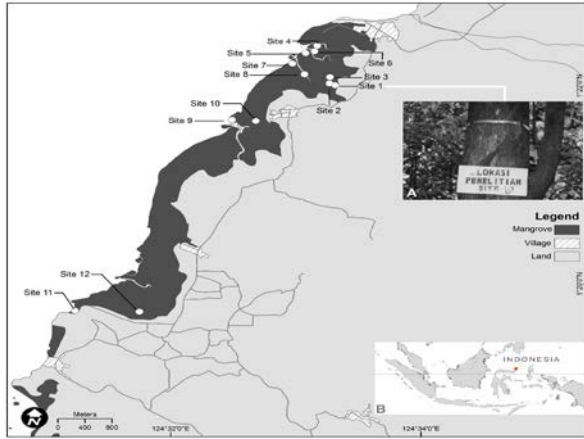 Site 4
Site 5
Site 7
Site 6
Site 8
Site 3
Site 1
Site 2
Site 10
Site 9
LOKASI
PENELITIAN
SITE
A
Legend
Mangrove
Village
Land
Site 12
Site 11
INDONESIA
B
Meters
0 400 800
124°32'0"E
124°34'0"E